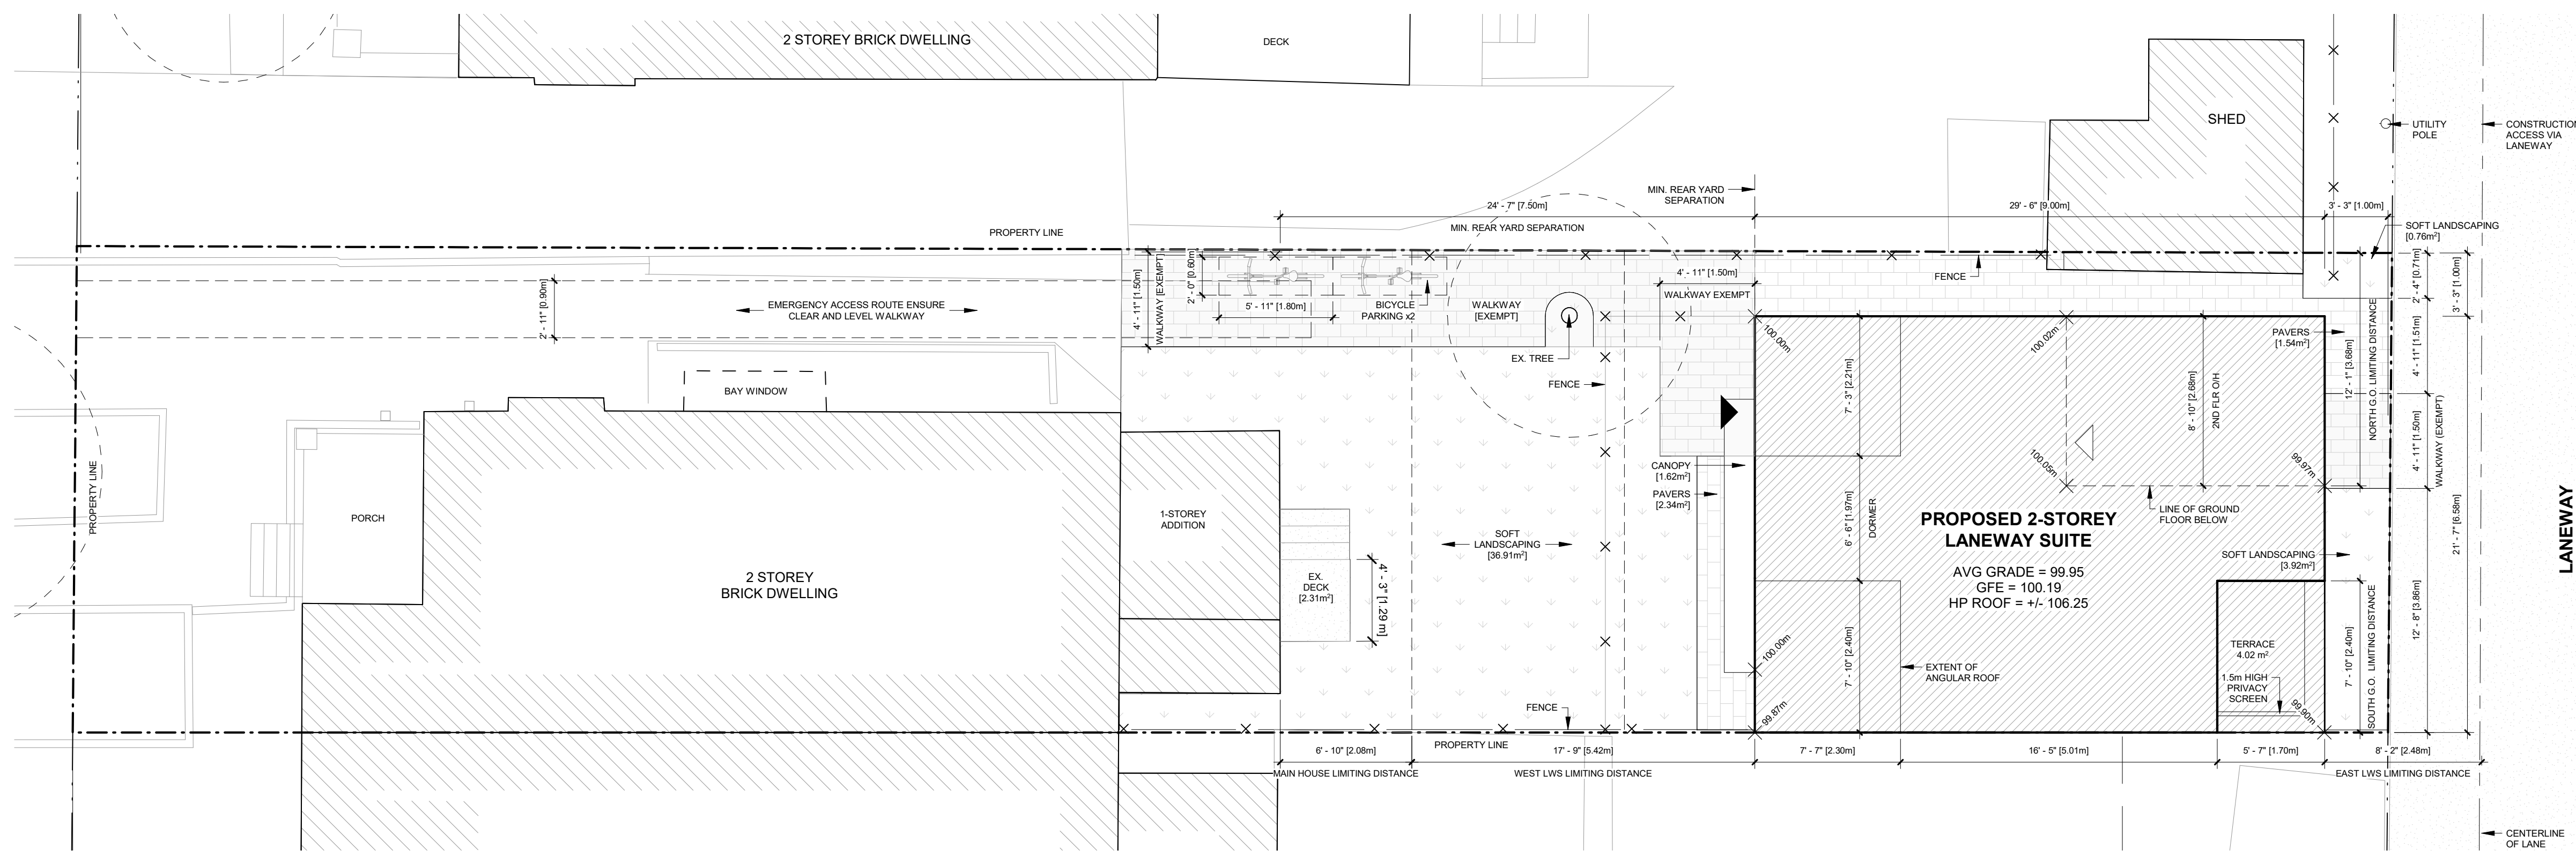 2 STOREY BRICK DWELLING
DECK
SHED
UTILITY
POLE
ACCESS VIA
LANEWAY
MIN. REAR YARD
SEPARATION
24' - 7" [7.50m]
29' - 6" [9.00m]
3' - 3" [1.00m]
PROPERTY LINE
MIN. REAR YARD SEPARATION
SOFT LANDSCAPING
[0.76m²]
2' - 11" [0.90m]
EMERGENCY ACCESS ROUTE ENSURE
CLEAR AND LEVEL WALKWAY
4' - 11" [1.50m]
WALKWAY [EXEMPT]
2' - 0" [0.60m]
5' - 11" [1.80m]
BICYCLE
PARKING x2
WALKWAY
[EXEMPT]
4' - 11" [1.50m]
WALKWAY EXEMPT
FENCE
2' - 4" [0.71m]
3' - 3" [1.00m]
EX. TREE
FENCE
100.00m
100.02m
PAVERS
[1.54m²]
12' - 1" [3.68m]
NORTH G.O. LIMITING DISTANCE
4' - 11" [1.51m]
BAY WINDOW
7' - 3" [2.21m]
8' - 10" [2.68m]
2ND FLR O/H
4' - 11" [1.50m]
WALKWAY (EXEMPT)
PROPERTY LINE
PORCH
1-STOREY
ADDITION
CANOPY
[1.62m²]
PAVERS
[2.34m²]
100.05m
99.97m
LINE OF GROUND
FLOOR BELOW
6' - 6" [1.97m]
DORMER
PROPOSED 2-STOREY
LANEWAY SUITE
AVG GRADE = 99.95
GFE = 100.19
HP ROOF = +/- 106.25
SOFT
LANDSCAPING
[36.91m²]
SOFT LANDSCAPING
[3.92m²]
21' - 7" [6.58m]
LANEWAY
2 STOREY
BRICK DWELLING
EX.
DECK
[2.31m²]
4' - 3" [1.29 m]
12' - 8" [3.86m]
100.00m
7' - 10" [2.40m]
EXTENT OF
ANGULAR ROOF
TERRACE
4.02 m²
1.5m HIGH
PRIVACY
SCREEN
7' - 10" [2.40m]
SOUTH G.O. LIMITING DISTANCE
99.87m
99.90m
FENCE
6' - 10" [2.08m]
PROPERTY LINE
17' - 9" [5.42m]
7' - 7" [2.30m]
16' - 5" [5.01m]
5' - 7" [1.70m]
8' - 2" [2.48m]
MAIN HOUSE LIMITING DISTANCE
WEST LWS LIMITING DISTANCE
EAST LWS LIMITING DISTANCE
CENTERLINE
OF LANE